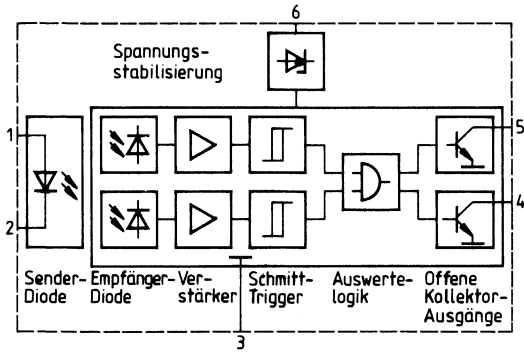 6
Spannungs-
stabilisierung
1
5
2
4
Sender-
Diode
Empfänger-
Diode
Ver-
stärker
Schmitt-
Trigger
Auswerte-
logik
Offene
Kollektor-
Ausgänge
3